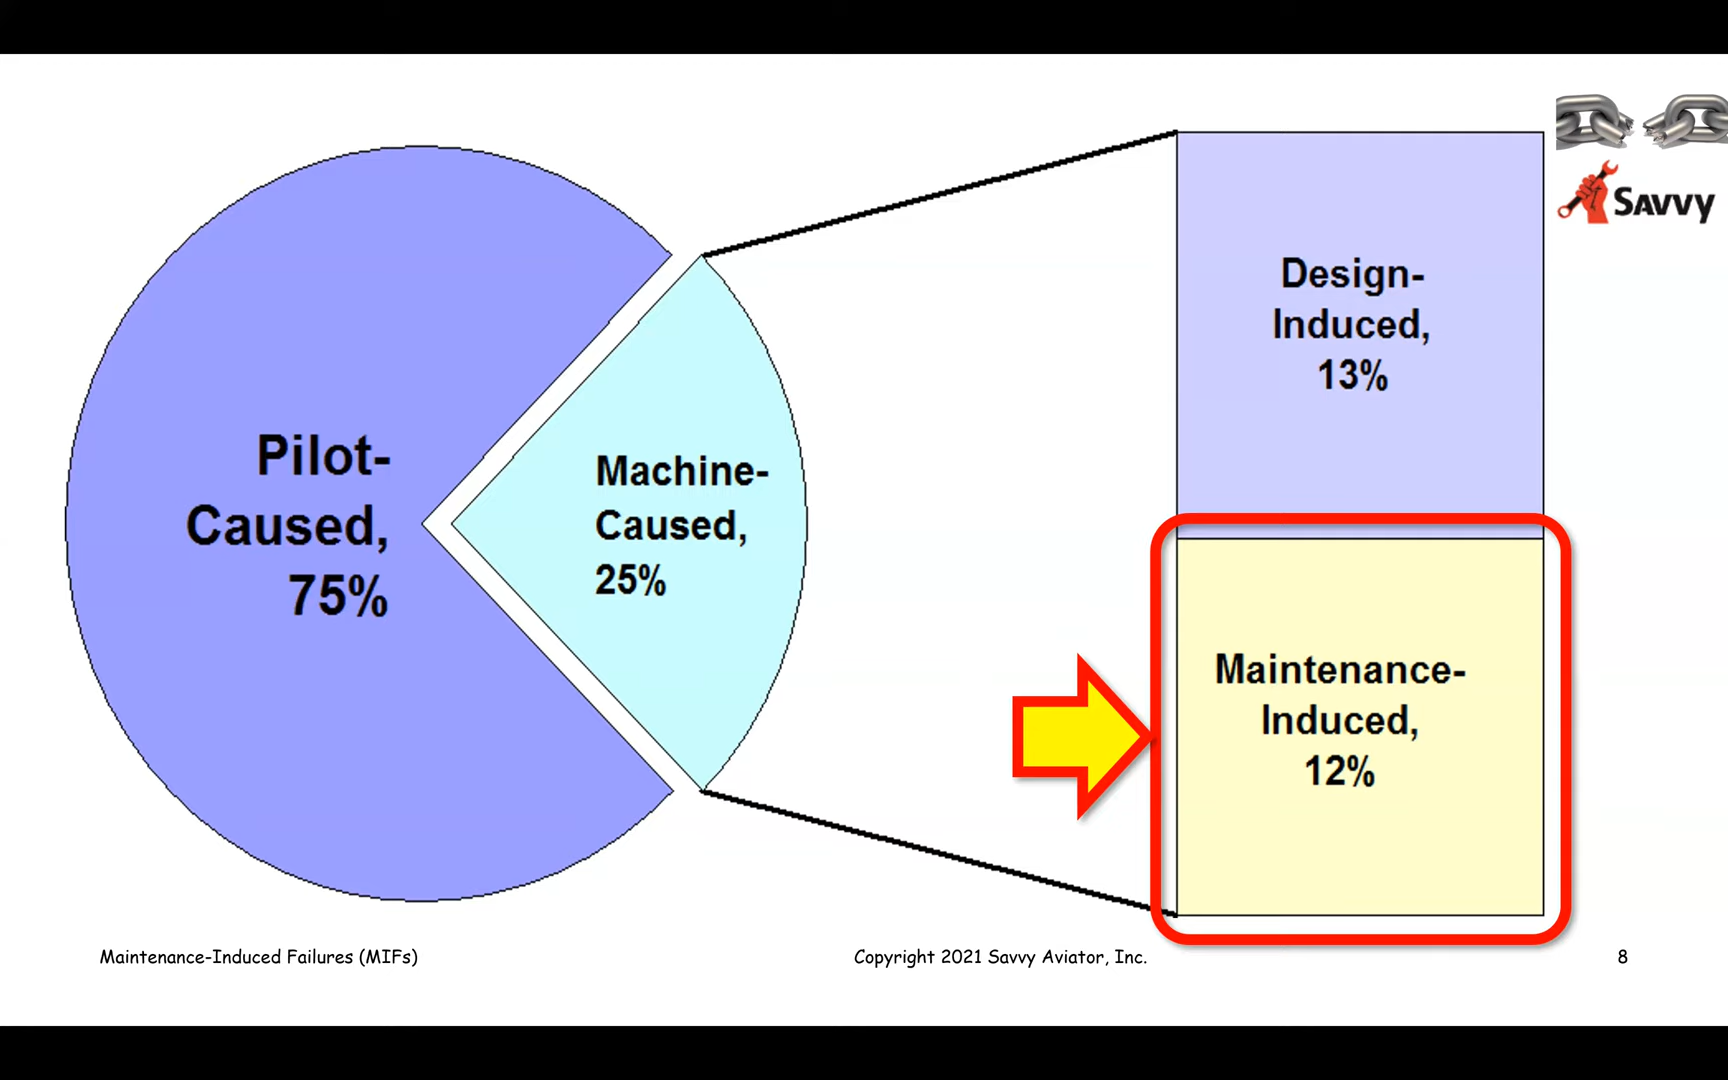 Pilot-
Caused,
75%
Machine-
Caused,
25%
Design-
Induced,
13%
Maintenance-
Induced,
12%
SAVVY
Maintenance-Induced Failures (MIFs)
Copyright 2021 Savvy Aviator, Inc.
8